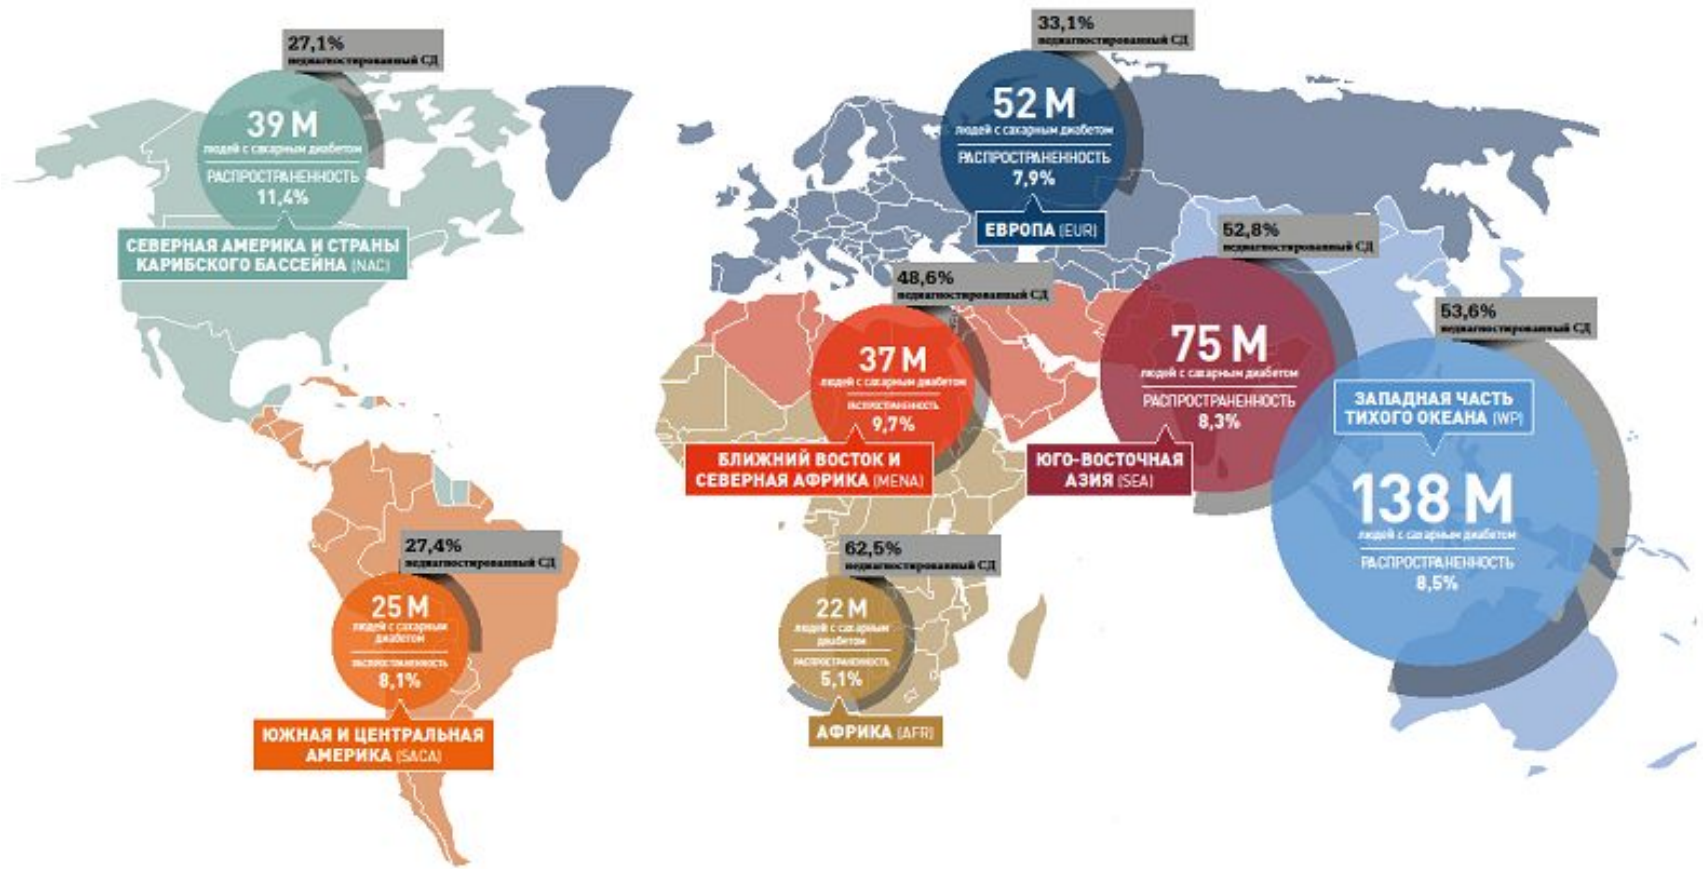 27,1%
недиагностированный СД
39 М
людей с сахарным диабетом
РАСПРОСТРАНЕННОСТЬ
11,4%
СЕВЕРНАЯ АМЕРИКА И СТРАНЫ
КАРИБСКОГО БАССЕЙНА (NAC)
33,1%
недиагностированный СД
52 М
людей с сахарным диабетом
РАСПРОСТРАНЕННОСТЬ
7,9%
ЕВРОПА (EUR)
48,6%
недиагностированный СД
37 М
людей с сахарным диабетом
РАСПРОСТРАНЕННОСТЬ
9,7%
БЛИЖНИЙ ВОСТОК И
СЕВЕРНАЯ АФРИКА (MENA)
52,8%
недиагностированный СД
75 М
людей с сахарным диабетом
РАСПРОСТРАНЕННОСТЬ
8,3%
ЮГО-ВОСТОЧНАЯ
АЗИЯ (SEA)
53,6%
недиагностированный СД
ЗАПАДНАЯ ЧАСТЬ
ТИХОГО ОКЕАНА (WP)
138 М
людей с сахарным диабетом
РАСПРОСТРАНЕННОСТЬ
8,5%
27,4%
недиагностированный СД
25 М
людей с сахарным
диабетом
РАСПРОСТРАНЕННОСТЬ
8,1%
ЮЖНАЯ И ЦЕНТРАЛЬНАЯ
АМЕРИКА (SACA)
62,5%
недиагностированный СД
22 М
людей с сахарным
диабетом
РАСПРОСТРАНЕННОСТЬ
5,1%
АФРИКА (AFR)